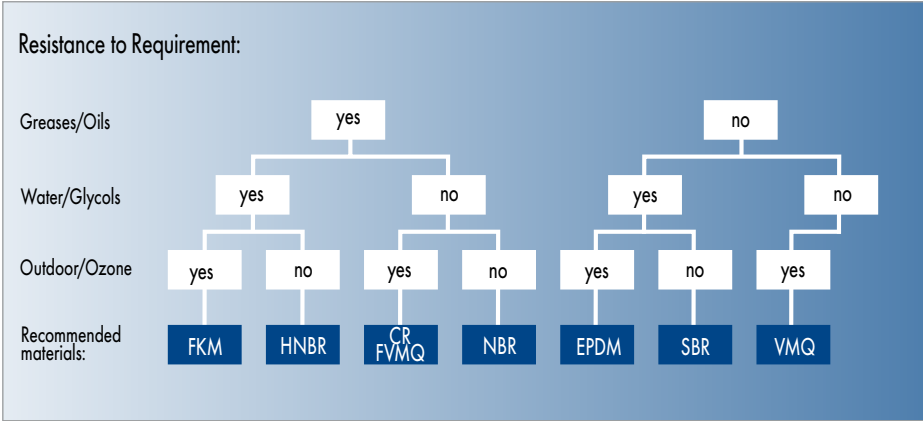 Resistance to Requirement:
Greases/Oils
yes
no
Water/Glycols
yes
no
yes
no
Outdoor/Ozone
yes
no
yes
no
yes
no
yes
Recommended
materials:
FKM
HNBR
CR
FVMQ
NBR
EPDM
SBR
VMQ